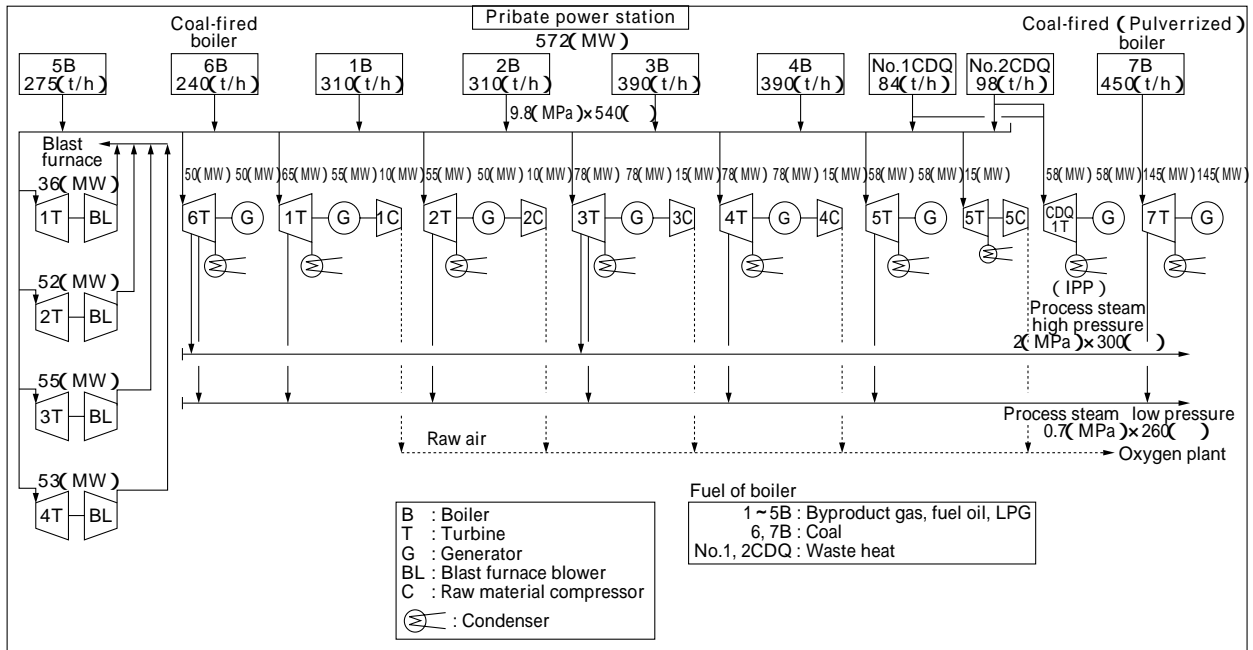 Pribate power station
572(MW)
Coal-fired
boiler
Coal-fired (Pulverrized)
boiler
5B
275(t/h)
6B
240(t/h)
1B
310(t/h)
2B
310(t/h)
3B
390(t/h)
4B
390(t/h)
No.1CDQ
84(t/h)
No.2CDQ
98(t/h)
7B
450(t/h)
9.8(MPa)×540( )
Blast
furnace
50(MW) 50(MW) 65(MW) 55(MW) 10(MW) 55(MW) 50(MW) 10(MW) 78(MW) 78(MW) 15(MW) 78(MW) 78(MW) 15(MW) 58(MW) 58(MW) 15(MW) 58(MW) 58(MW) 145(MW) 145(MW)
36(MW)
1T BL
6T G 1T G 1C 2T G 2C 3T G 3C 4T G 4C 5T G 5T 5C CDQ 1T G 7T G
52(MW)
2T BL
(IPP)
Process steam
high pressure
2(MPa)×300( )
55(MW)
3T BL
Process steam low pressure
0.7(MPa)×260( )
Raw air
Oxygen plant
53(MW)
4T BL
B : Boiler
T : Turbine
G : Generator
BL : Blast furnace blower
C : Raw material compressor
: Condenser
Fuel of boiler
1~5B : Byproduct gas, fuel oil, LPG
6, 7B : Coal
No.1, 2CDQ : Waste heat